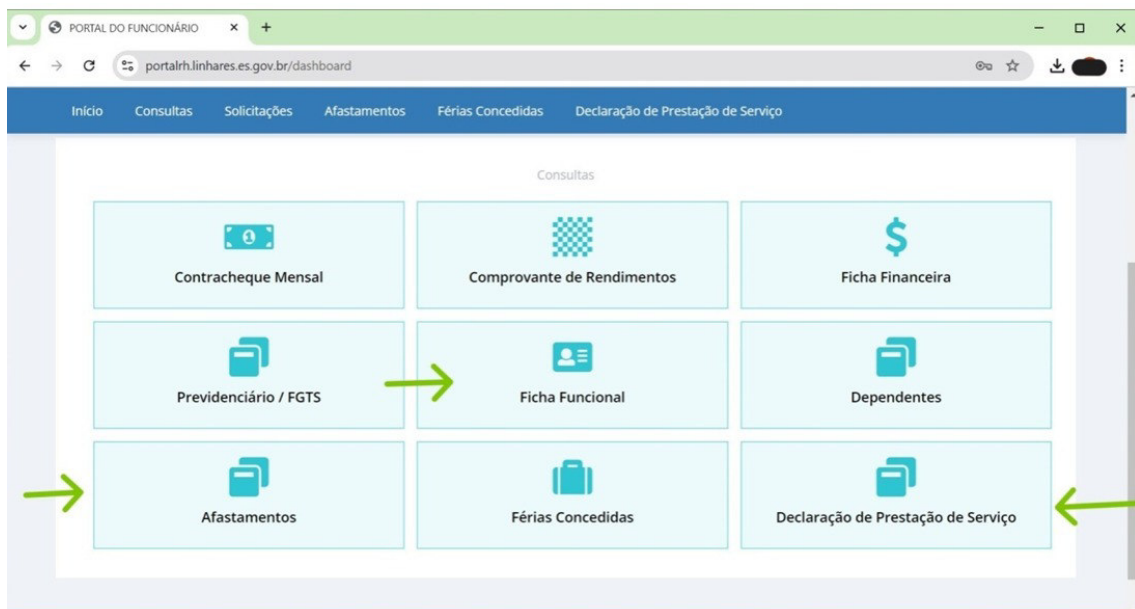 PORTAL DO FUNCIONÁRIO
portalrh.linhares.es.gov.br/dashboard
Início Consultas Solicitações Afastamentos Férias Concedidas Declaração de Prestação de Serviço
Consultas
Contracheque Mensal Comprovante de Rendimentos Ficha Financeira
Previdenciário / FGTS Ficha Funcional Dependentes
Afastamentos Férias Concedidas Declaração de Prestação de Serviço